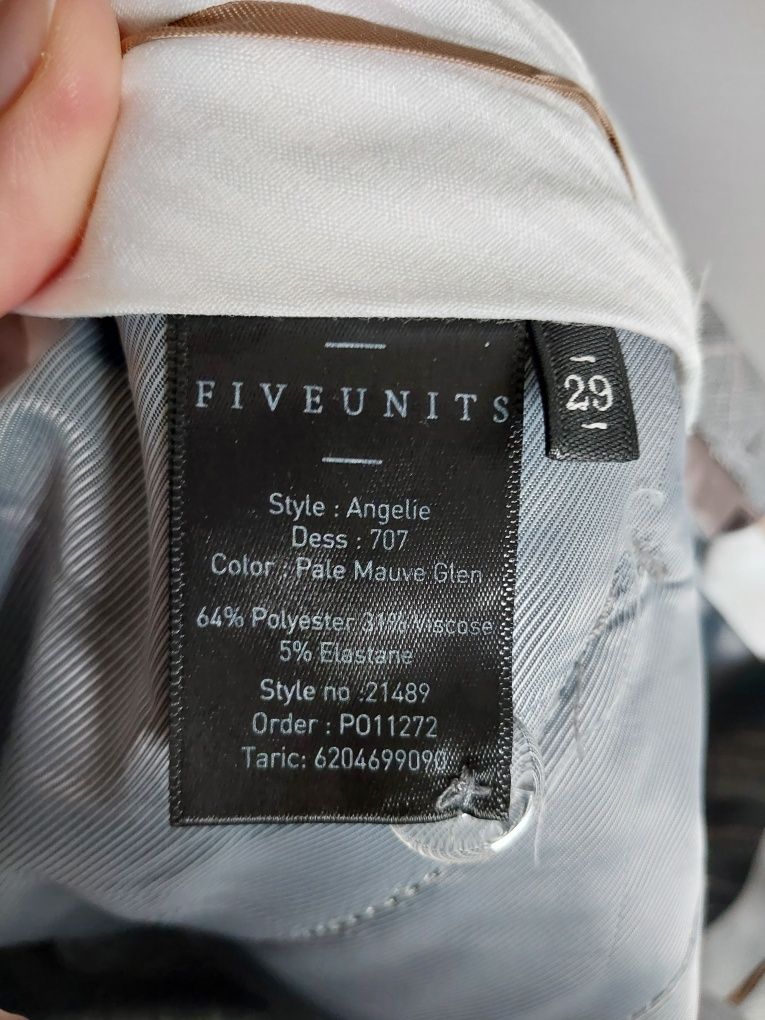 FIVEUNITS
29
Style : Angelie
Dess : 707
Color : Pale Mauve Glen
64% Polyester 31% Viscose
5% Elastane
Style no :21489
Order : PO11272
Taric: 6204699090